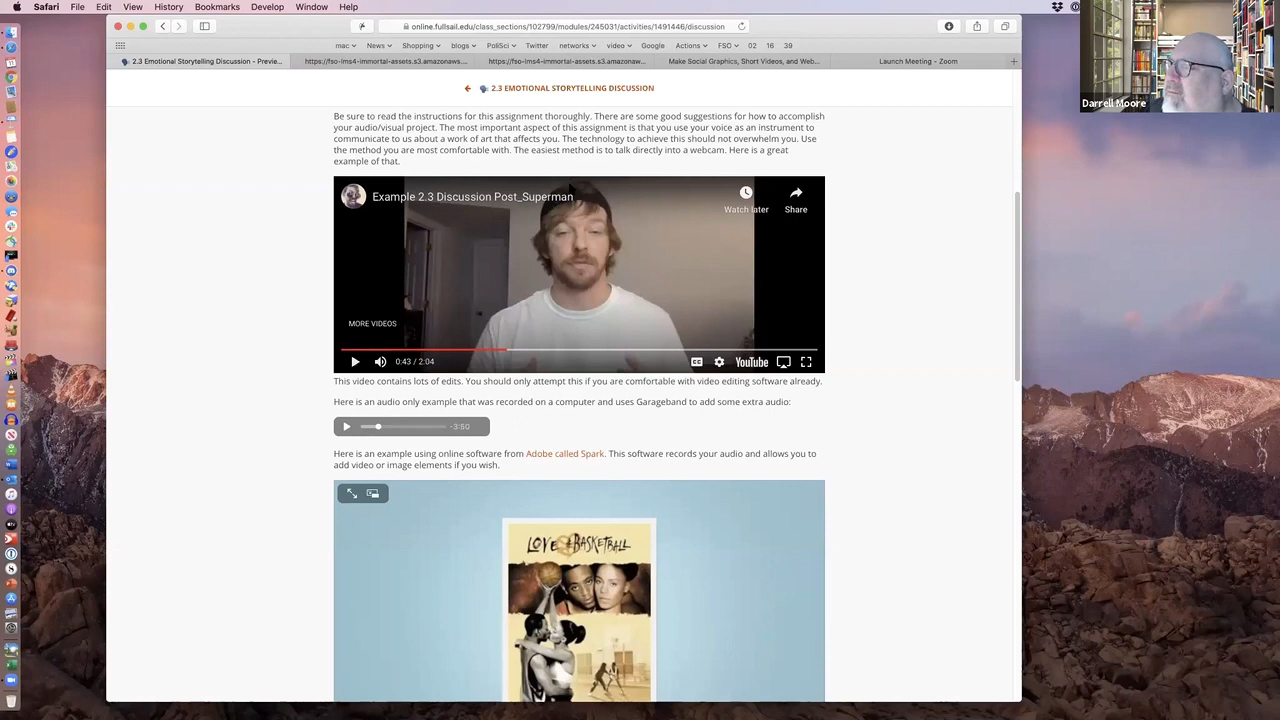 Safari File Edit View History Bookmarks Develop Window Help
online.fullsail.edu/class_sections/102799/modules/245031/activities/1491446/discussion
mac News Shopping blogs PoliSci Twitter networks video Google Actions FSO 02 16 39
2.3 Emotional Storytelling Discussion - Previe... https://fso-lms4-immortal-assets.s3.amazonaws.... https://fso-lms4-immortal-assets.s3.amazonaw... Make Social Graphics, Short Videos, and Web... Launch Meeting - Zoom
Darrell Moore
2.3 EMOTIONAL STORYTELLING DISCUSSION
Be sure to read the instructions for this assignment thoroughly. There are some good suggestions for how to accomplish
your audio/visual project. The most important aspect of this assignment is that you use your voice as an instrument to
communicate to us about a work of art that affects you. The technology to achieve this should not overwhelm you. Use
the method you are most comfortable with. The easiest method is to talk directly into a webcam. Here is a great
example of that.
Example 2.3 Discussion Post_Superman
Watch later Share
MORE VIDEOS
0:43 / 2:04 CC YouTube
This video contains lots of edits. You should only attempt this if you are comfortable with video editing software already.
Here is an audio only example that was recorded on a computer and uses Garageband to add some extra audio:
-3:50
Here is an example using online software from Adobe called Spark. This software records your audio and allows you to
add video or image elements if you wish.
LOVE & BASKETBALL